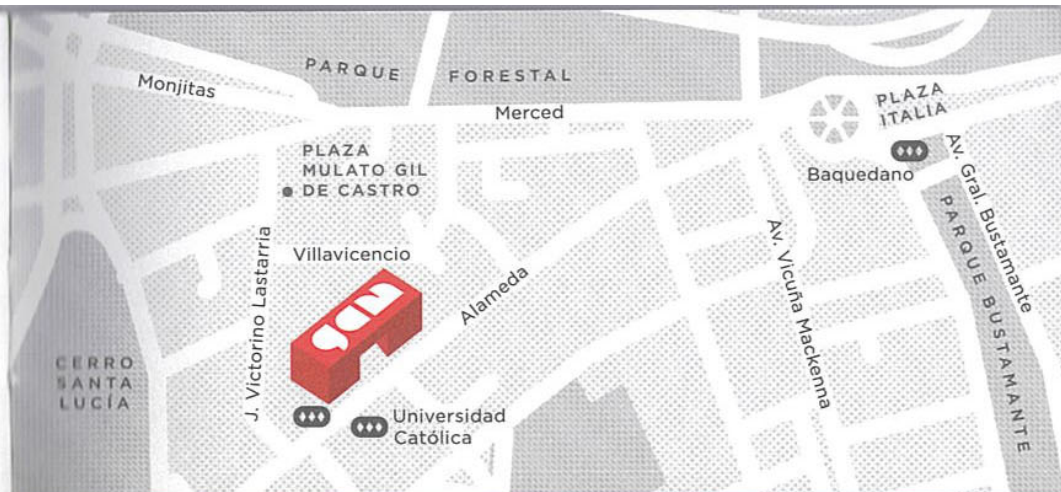 PARQUE FORESTAL
Monjitas
Merced
PLAZA
ITALIA
PLAZA
MULATO GIL
DE CASTRO
Baquedano
Av. Gral. Bustamante
PARQUE BUSTAMANTE
Villavicencio
J. Victorino Lastarria
Alameda
Av. Vicuña Mackenna
CERRO
SANTA
LUCÍA
Universidad
Católica